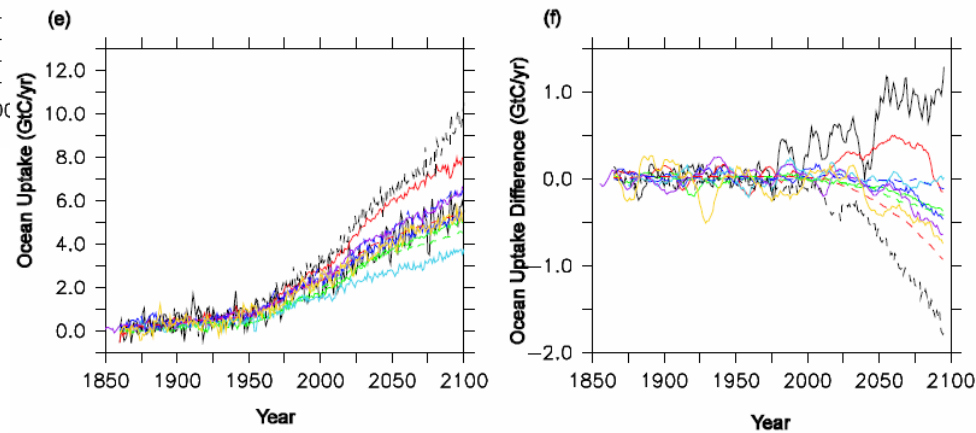 (e)
Ocean Uptake (GtC/yr)
12.0
10.0
8.0
6.0
4.0
2.0
0.0
1850 1900 1950 2000 2050 2100
Year
(f)
Ocean Uptake Difference (GtC/yr)
1.0
0.0
−1.0
−2.0
1850 1900 1950 2000 2050 2100
Year